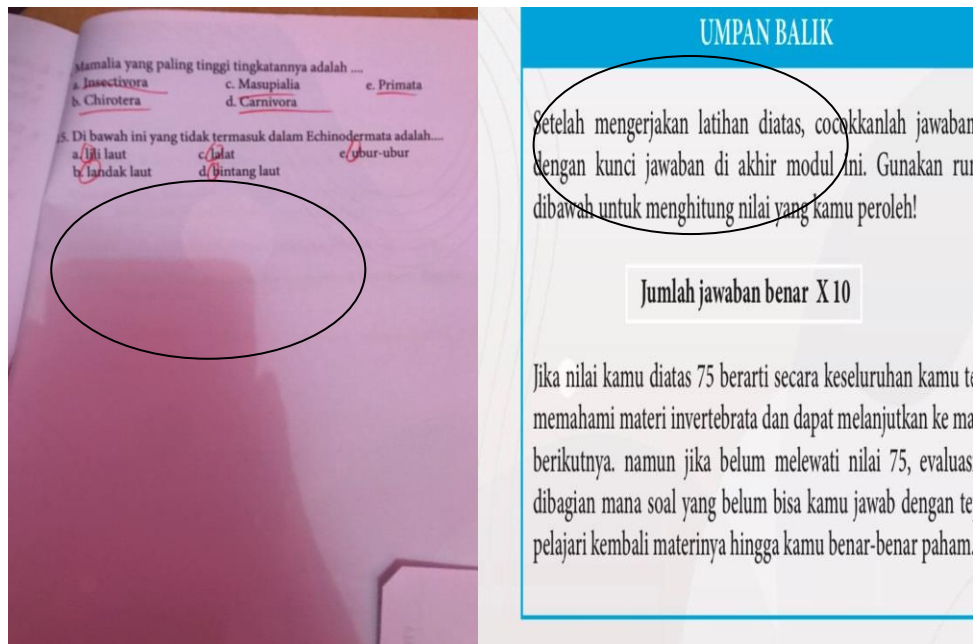 Mamalia yang paling tinggi tingkatannya adalah ....
a. Insectivora c. Masupialia e. Primata
b. Chirotera d. Carnivora
5. Di bawah ini yang tidak termasuk dalam Echinodermata adalah....
a. lili laut c. lalat e. ubur-ubur
b. landak laut d. bintang laut
UMPAN BALIK
Setelah mengerjakan latihan diatas, cocokkanlah jawaban
dengan kunci jawaban di akhir modul ini. Gunakan ru
dibawah untuk menghitung nilai yang kamu peroleh!
Jumlah jawaban benar X 10
Jika nilai kamu diatas 75 berarti secara keseluruhan kamu te
memahami materi invertebrata dan dapat melanjutkan ke ma
berikutnya. namun jika belum melewati nilai 75, evaluas
dibagian mana soal yang belum bisa kamu jawab dengan te
pelajari kembali materinya hingga kamu benar-benar paham.